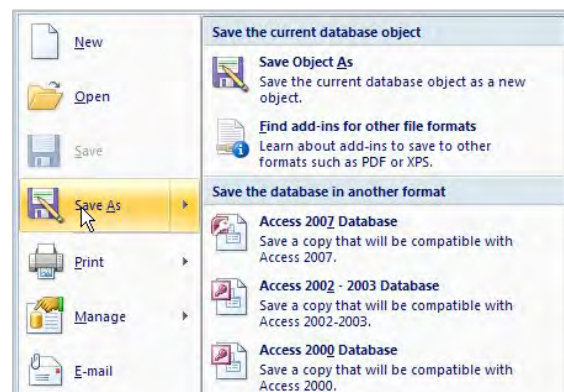 New
Open
Save
Save As
Print
Manage
E-mail
Save the current database object
Save Object As
Save the current database object as a new
object.
Find add-ins for other file formats
Learn about add-ins to save to other
formats such as PDF or XPS.
Save the database in another format
Access 2007 Database
Save a copy that will be compatible with
Access 2007.
Access 2002 - 2003 Database
Save a copy that will be compatible with
Access 2002-2003.
Access 2000 Database
Save a copy that will be compatible with
Access 2000.